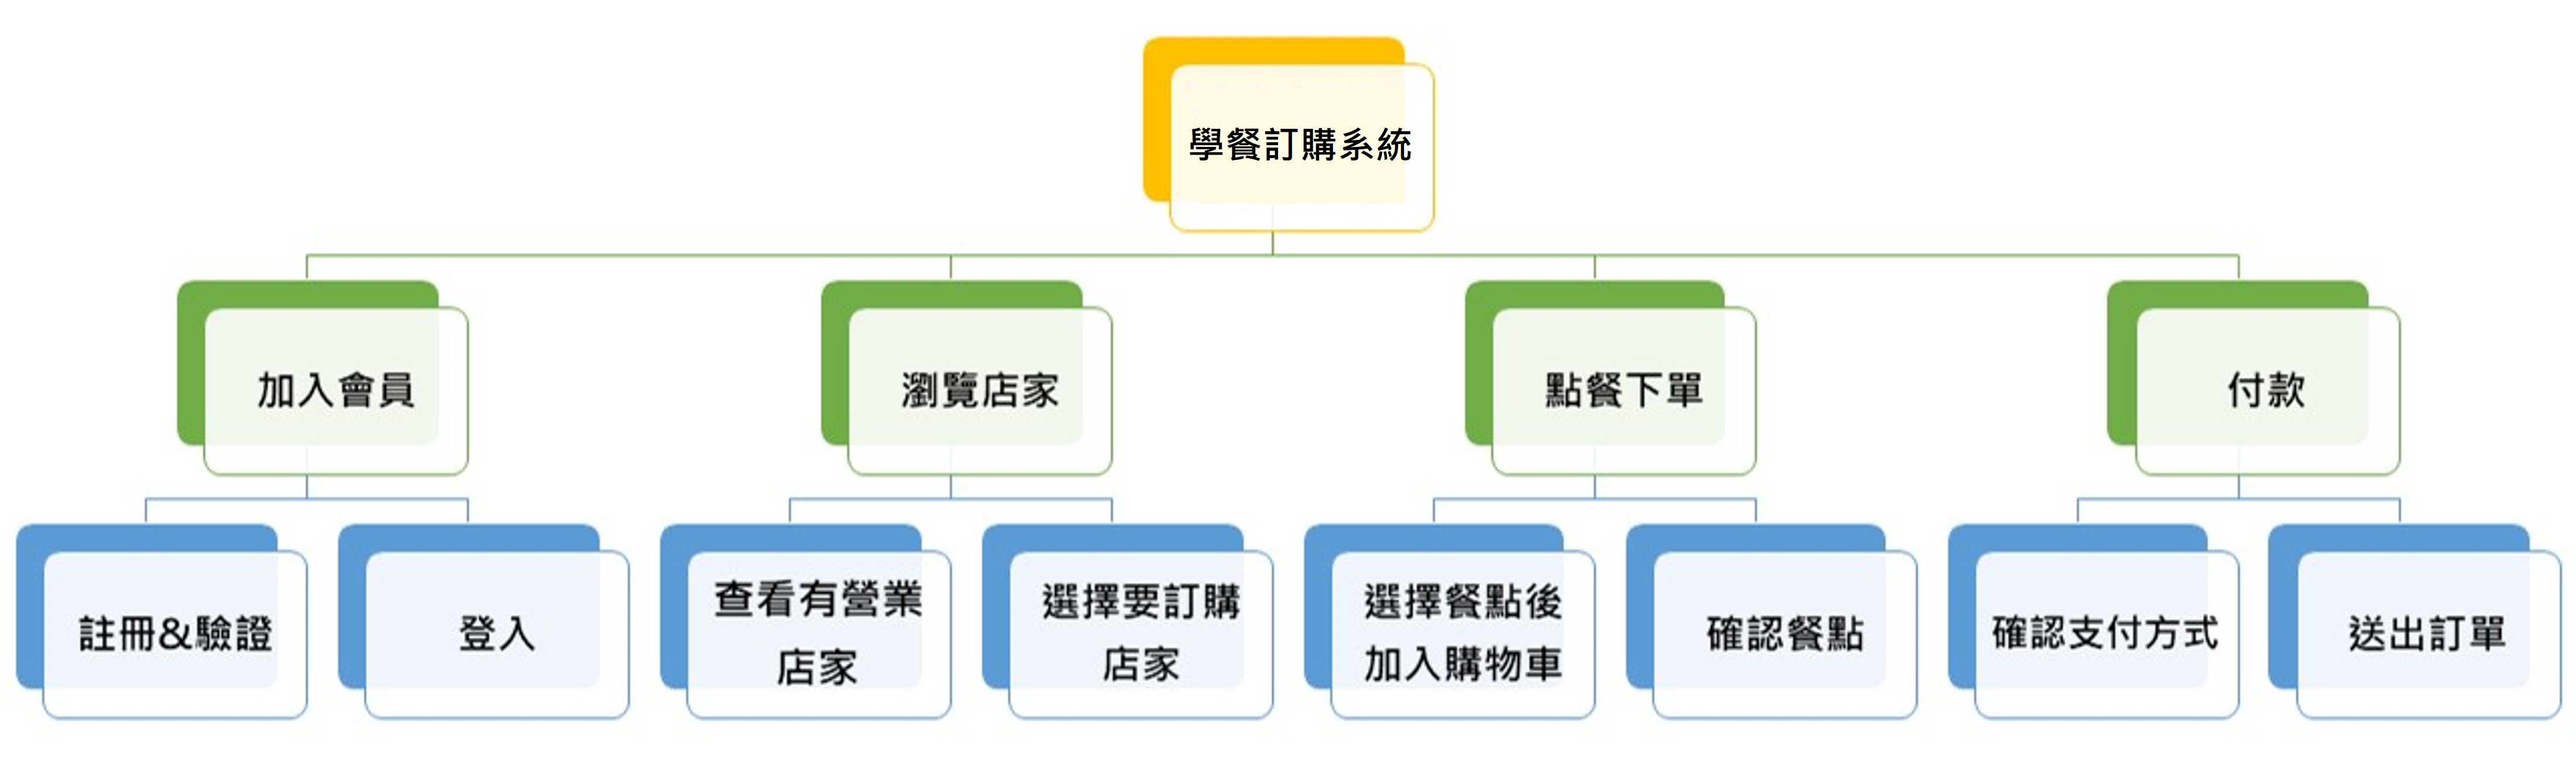 學餐訂購系統
加入會員
瀏覽店家
點餐下單
付款
註冊&驗證
登入
查看有營業
店家
選擇要訂購
店家
選擇餐點後
加入購物車
確認餐點
確認支付方式
送出訂單